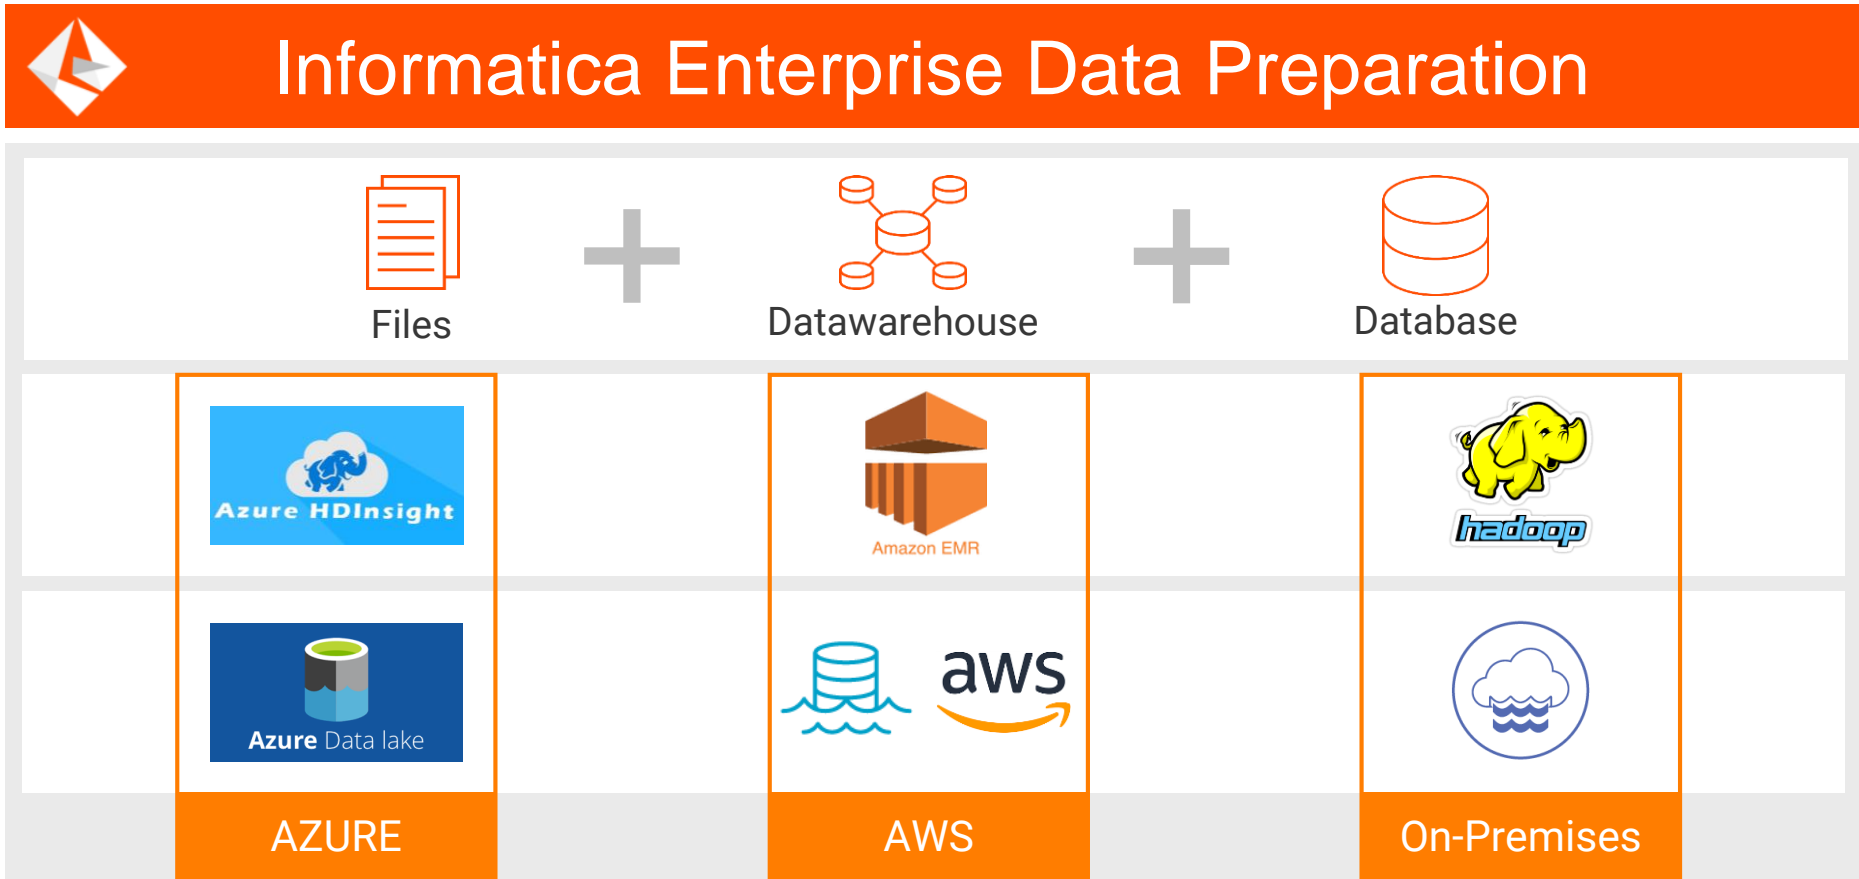 Informatica Enterprise Data Preparation
Files
Datawarehouse
Database
Azure HDInsight
Amazon EMR
hadoop
Azure Data lake
aws
AZURE
AWS
On-Premises